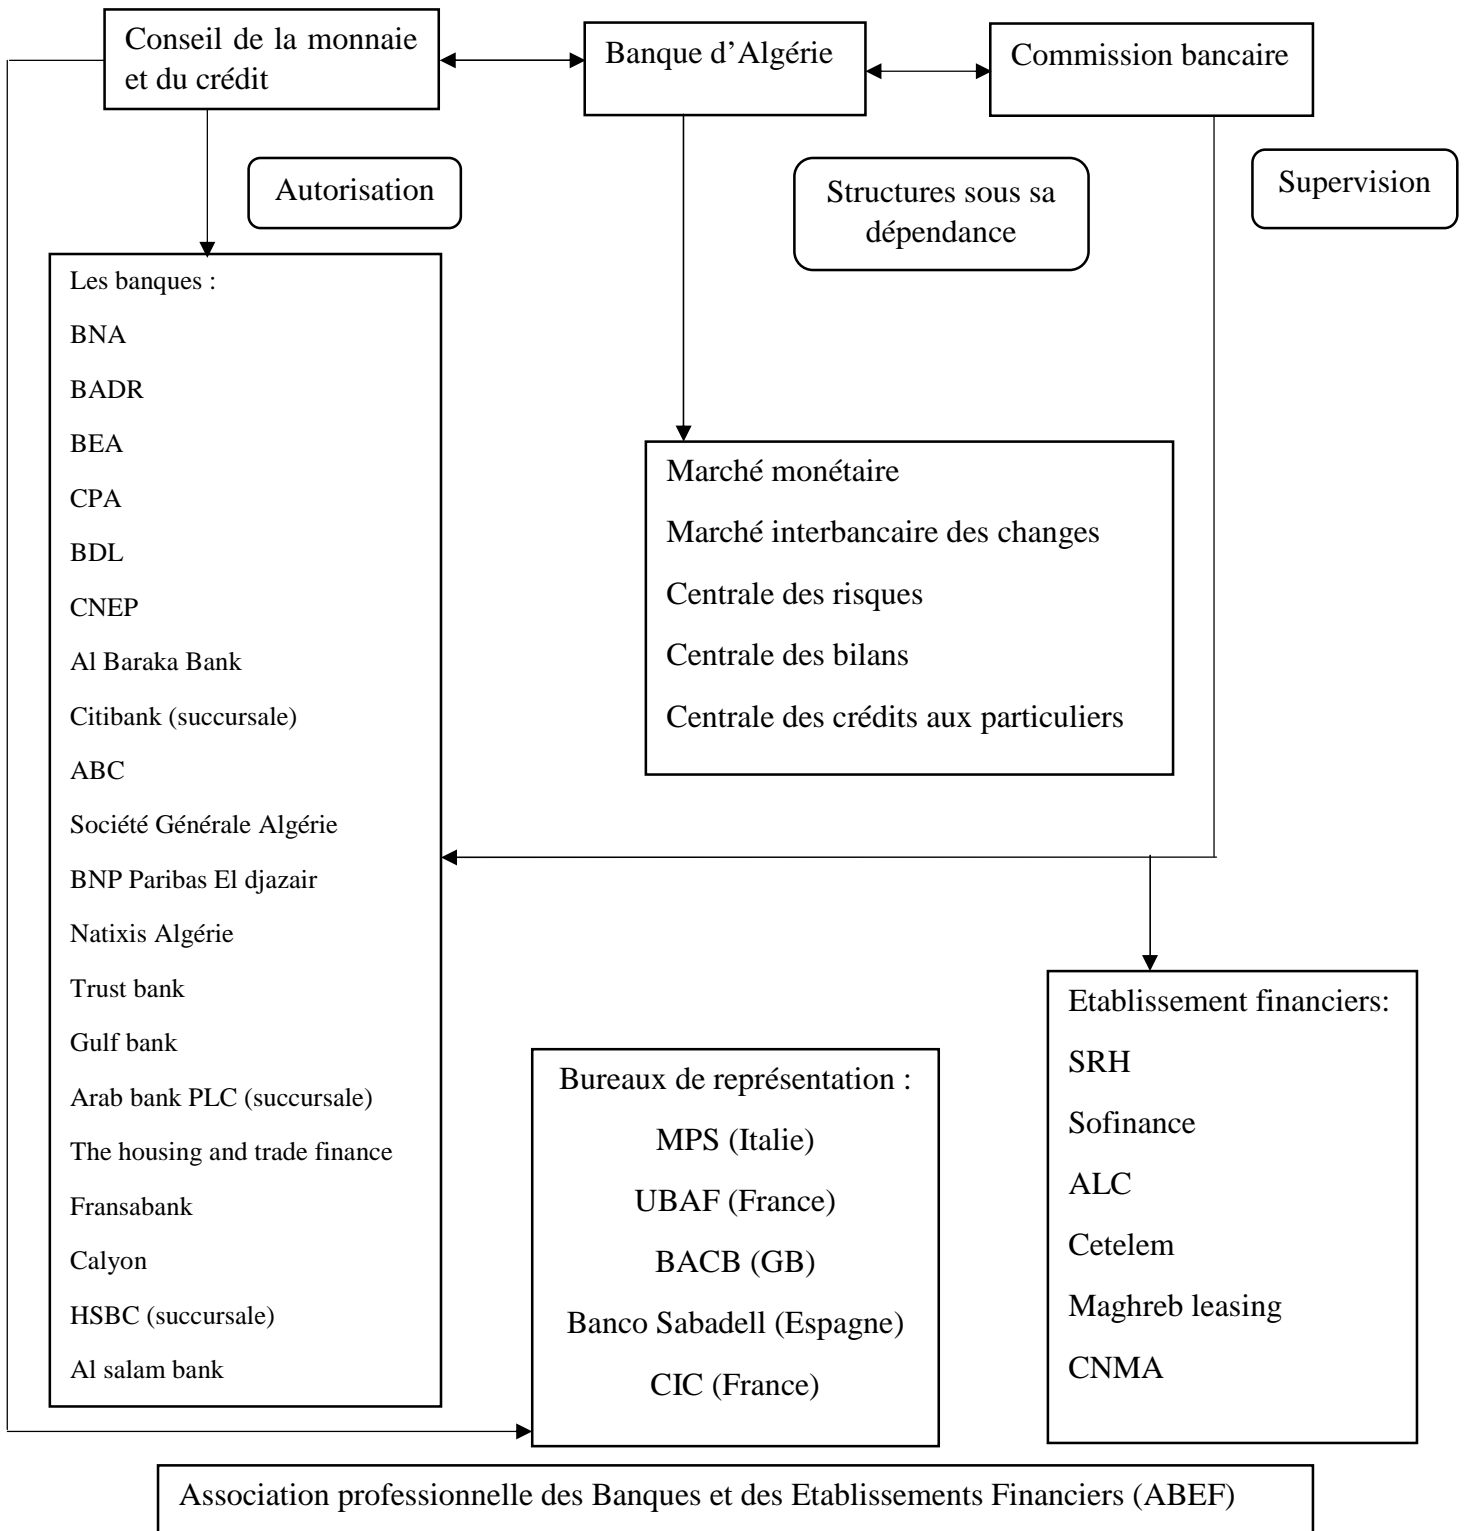 Conseil de la monnaie
et du crédit
Banque d’Algérie
Commission bancaire
Autorisation
Structures sous sa
dépendance
Supervision
Les banques :
BNA
BADR
BEA
CPA
BDL
CNEP
Al Baraka Bank
Citibank (succursale)
ABC
Société Générale Algérie
BNP Paribas El djazair
Natixis Algérie
Trust bank
Gulf bank
Arab bank PLC (succursale)
The housing and trade finance
Fransabank
Calyon
HSBC (succursale)
Al salam bank
Marché monétaire
Marché interbancaire des changes
Centrale des risques
Centrale des bilans
Centrale des crédits aux particuliers
Bureaux de représentation :
MPS (Italie)
UBAF (France)
BACB (GB)
Banco Sabadell (Espagne)
CIC (France)
Etablissement financiers:
SRH
Sofinance
ALC
Cetelem
Maghreb leasing
CNMA
Association professionnelle des Banques et des Etablissements Financiers (ABEF)